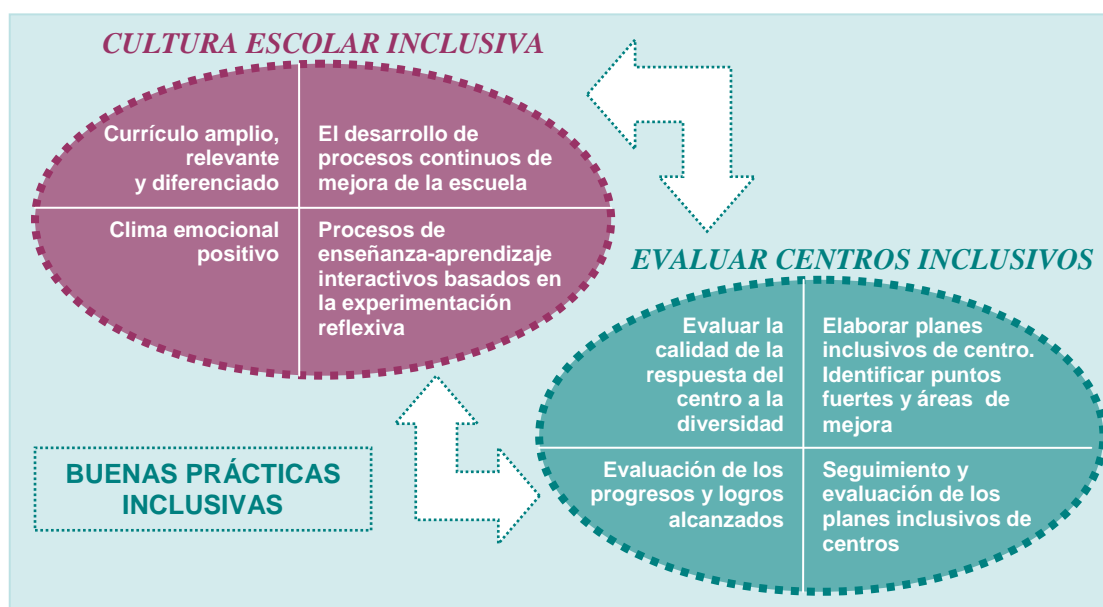 CULTURA ESCOLAR INCLUSIVA
Currículo amplio,
relevante
y diferenciado
El desarrollo de
procesos continuos de
mejora de la escuela
Clima emocional
positivo
Procesos de
enseñanza-aprendizaje
interactivos basados en
la experimentación
reflexiva
EVALUAR CENTROS INCLUSIVOS
Evaluar la
calidad de la
respuesta del
centro a la
diversidad
Elaborar planes
inclusivos de centro.
Identificar puntos
fuertes y áreas de
mejora
Evaluación de los
progresos y logros
alcanzados
Seguimiento y
evaluación de los
planes inclusivos de
centros
BUENAS PRÁCTICAS
INCLUSIVAS